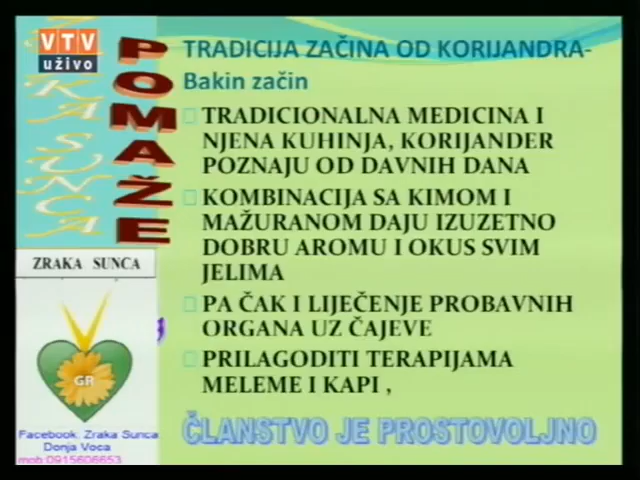 VTV
uživo
ZRAKA SUNCA
POMAŽE
TRADICIJA ZAČINA OD KORIJANDRA-
Bakin začin
TRADICIONALNA MEDICINA I
NJENA KUHINJA, KORIJANDER
POZNAJU OD DAVNIH DANA
KOMBINACIJA SA KIMOM I
MAŽURANOM DAJU IZUZETNO
DOBRU AROMU I OKUS SVIM
JELIMA
PA ČAK I LIJEČENJE PROBAVNIH
ORGANA UZ ČAJEVE
PRILAGODITI TERAPIJAMA
MELEME I KAPI ,
ČLANSTVO JE PROSTOVOLJNO
ZRAKA SUNCA
GR
Facebook. Zraka Sunca
Donja Voca
mob:0915606653